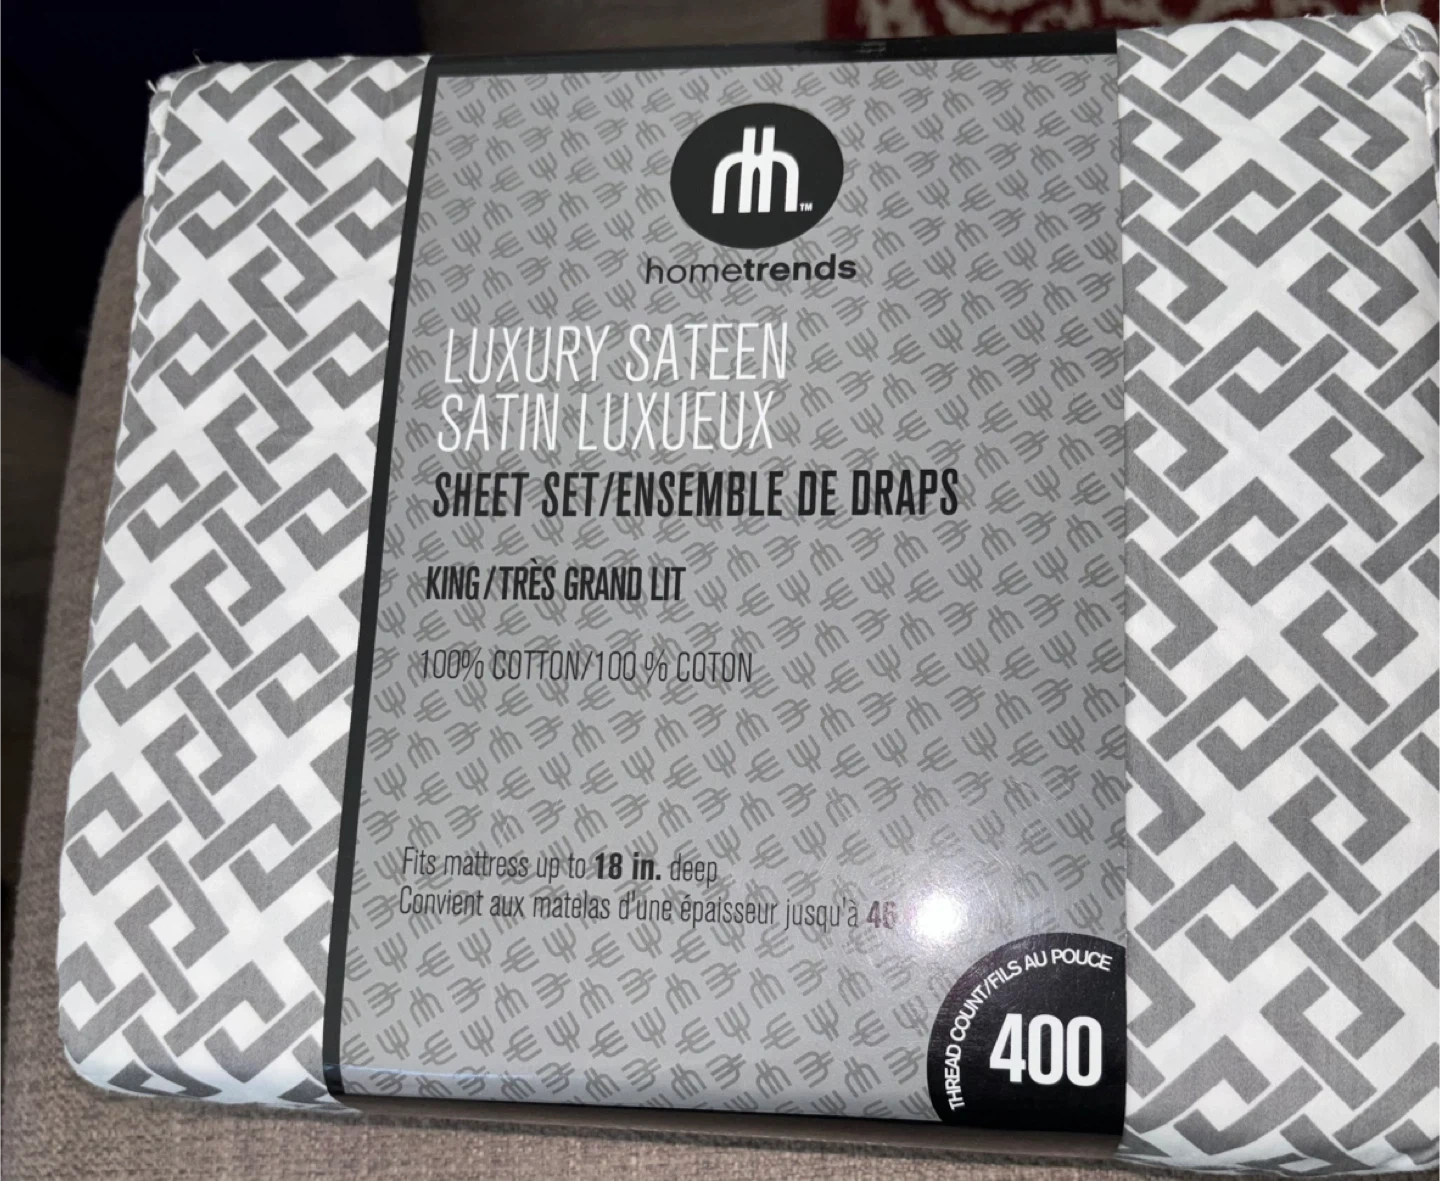 hometrends
LUXURY SATEEN
SATIN LUXUEUX
SHEET SET/ENSEMBLE DE DRAPS
KING/TRÈS GRAND LIT
100% COTTON/100 % COTON
Fits mattress up to 18 in. deep
Convient aux matelas d'une épaisseur jusqu'à 46
THREAD COUNT/FILS AU POUCE
400